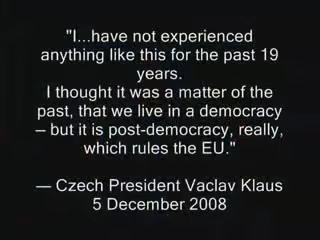 "I...have not experienced
anything like this for the past 19
years.
I thought it was a matter of the
past, that we live in a democracy
— but it is post-democracy, really,
which rules the EU."
— Czech President Vaclav Klaus
5 December 2008